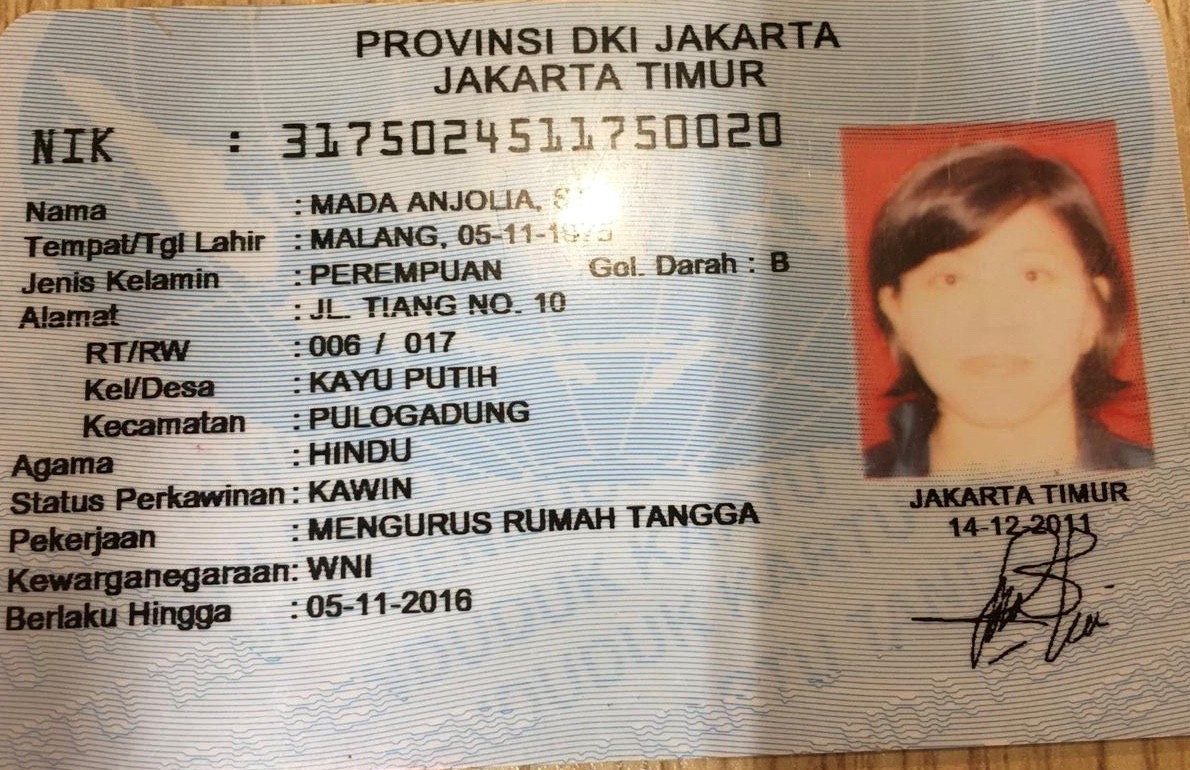 PROVINSI DKI JAKARTA
JAKARTA TIMUR
NIK : 3175024511750020
Nama : MADA ANJOLIA,
Tempat/Tgl Lahir : MALANG, 05-11-
Jenis Kelamin : PEREMPUAN Gol. Darah : B
Alamat : JL. TIANG NO. 10
RT/RW : 006 / 017
Kel/Desa : KAYU PUTIH
Kecamatan : PULOGADUNG
Agama : HINDU
Status Perkawinan : KAWIN
Pekerjaan : MENGURUS RUMAH TANGGA
Kewarganegaraan: WNI
Berlaku Hingga : 05-11-2016
JAKARTA TIMUR
14-12-2011